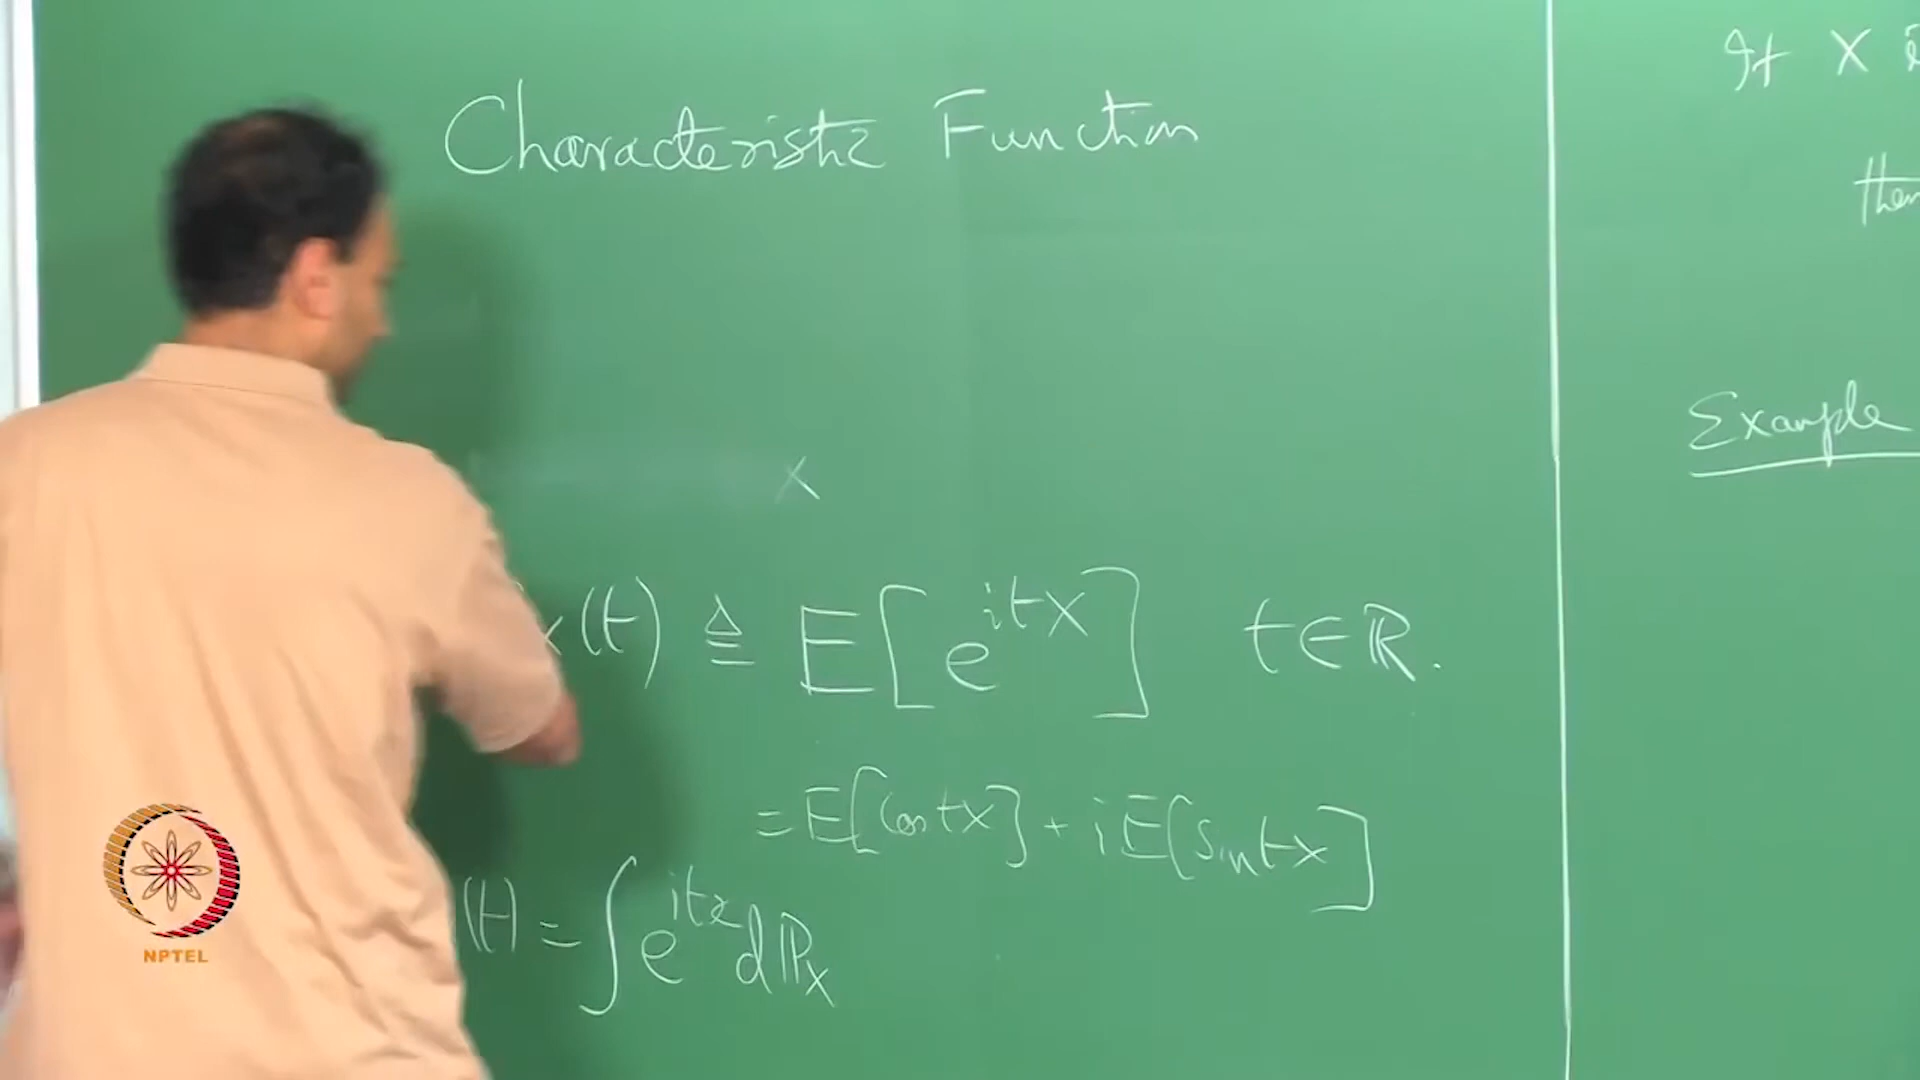 Characteristic Function
X
x(t) ≜ E[e^{itX}] t∈ℝ.
= E[Cos tX] + i E[Sin tX]
(t) = ∫ e^{itx} dℙ_X
If X
then
Example
NPTEL